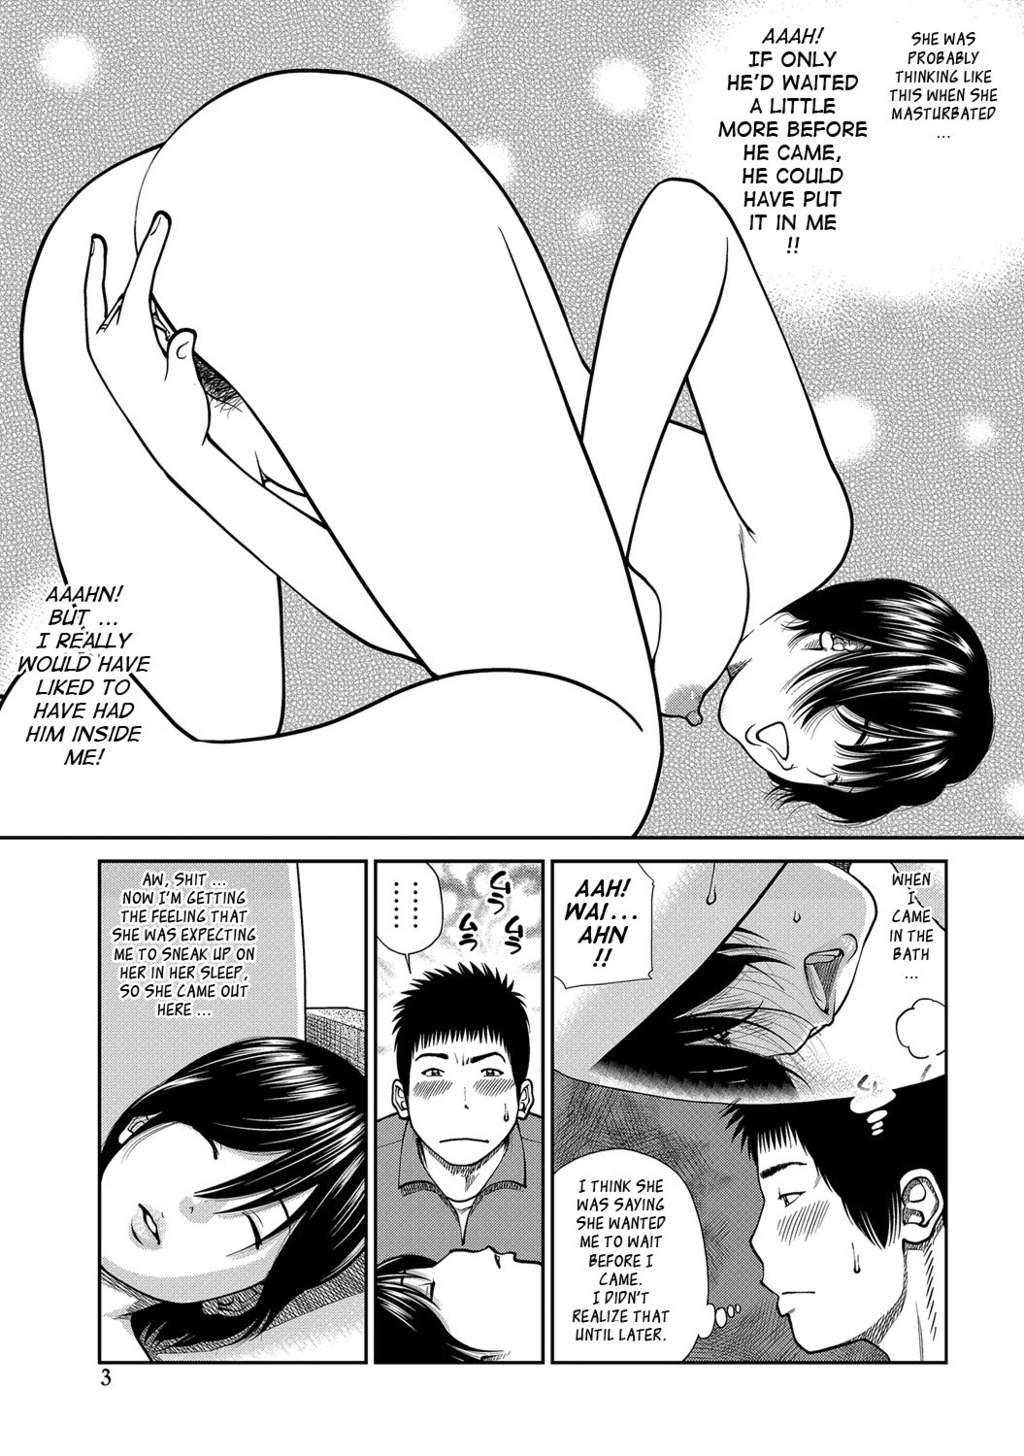 SHE WAS
PROBABLY
THINKING LIKE
THIS WHEN SHE
MASTURBATED
...
AAAH!
IF ONLY
HE'D WAITED
A LITTLE
MORE BEFORE
HE CAME,
HE COULD
HAVE PUT
IT IN ME
!!
AAAHN!
BUT ...
I REALLY
WOULD HAVE
LIKED TO
HAVE HAD
HIM INSIDE
ME!
WHEN
I
CAME
IN THE
BATH
...
AAH!
WAI...
AHN
!!
I THINK SHE
WAS SAYING
SHE WANTED
ME TO WAIT
BEFORE I
CAME.
I DIDN'T
REALIZE THAT
UNTIL LATER.
ムラ
ムラ
ムラ
AW, SHIT ...
NOW I'M GETTING
THE FEELING THAT
SHE WAS EXPECTING
ME TO SNEAK UP ON
HER IN HER SLEEP,
SO SHE CAME OUT
HERE ...
3